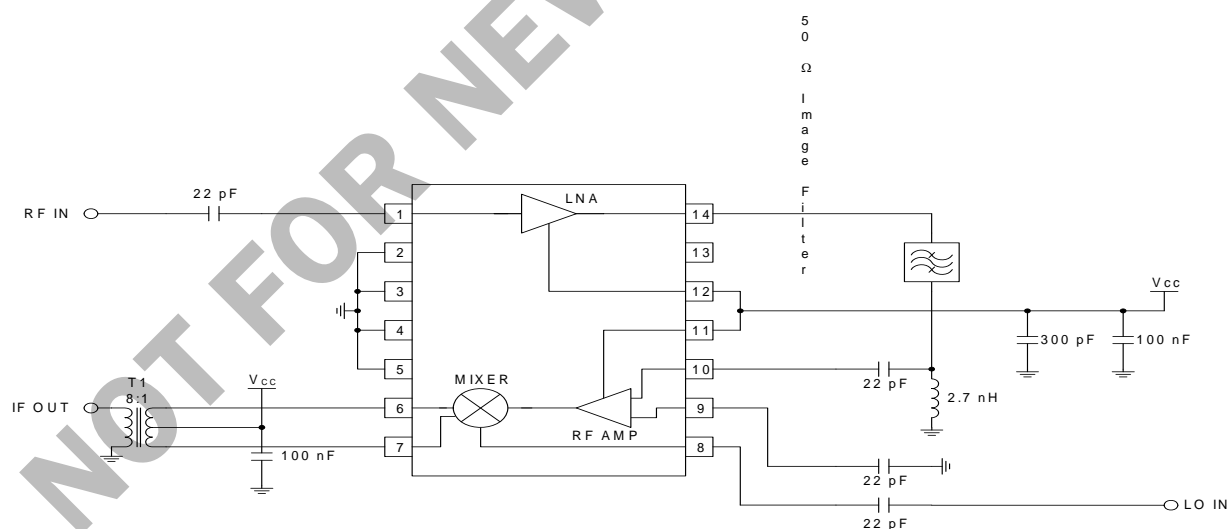 NOT FOR NEW
50 Ω Image Filter
22 pF
RF IN
LNA
1
14
2
13
3
12
Vcc
4
11
300 pF
100 nF
5
10
22 pF
2.7 nH
T1
8:1
Vcc
MIXER
IF OUT
6
9
RF AMP
7
8
100 nF
22 pF
22 pF
LO IN